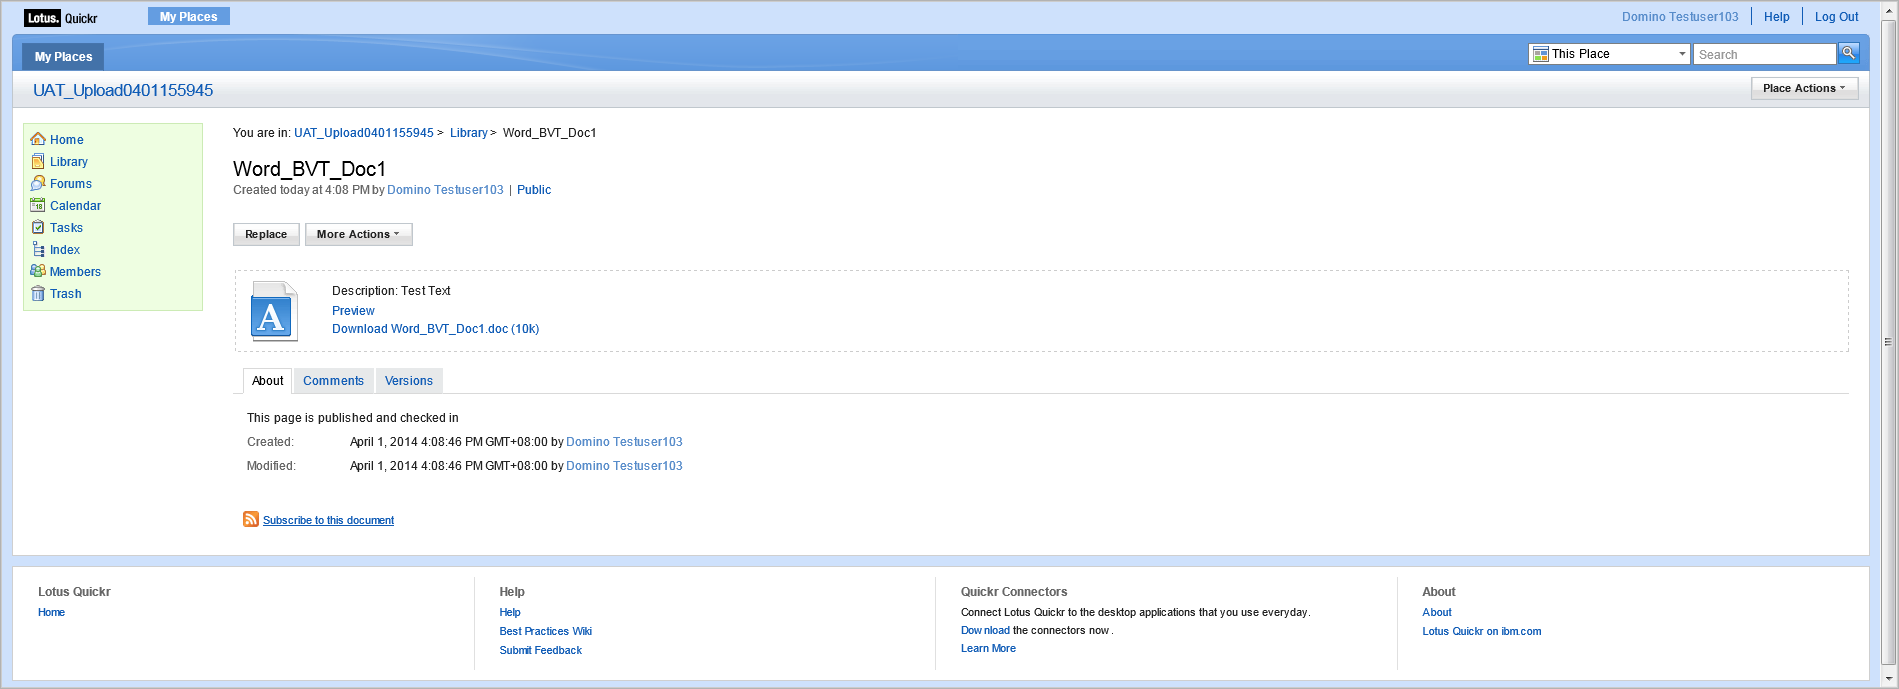 Lotus. Quickr My Places Domino Testuser103 Help Log Out
My Places This Place Search
UAT_Upload0401155945 Place Actions
Home
Library
Forums
Calendar
Tasks
Index
Members
Trash
You are in: UAT_Upload0401155945 > Library > Word_BVT_Doc1
Word_BVT_Doc1
Created today at 4:08 PM by Domino Testuser103 | Public
Replace More Actions
Description: Test Text
Preview
Download Word_BVT_Doc1.doc (10k)
About Comments Versions
This page is published and checked in
Created: April 1, 2014 4:08:46 PM GMT+08:00 by Domino Testuser103
Modified: April 1, 2014 4:08:46 PM GMT+08:00 by Domino Testuser103
Subscribe to this document
Lotus Quickr
Home
Help
Help
Best Practices Wiki
Submit Feedback
Quickr Connectors
Connect Lotus Quickr to the desktop applications that you use everyday.
Download the connectors now.
Learn More
About
About
Lotus Quickr on ibm.com